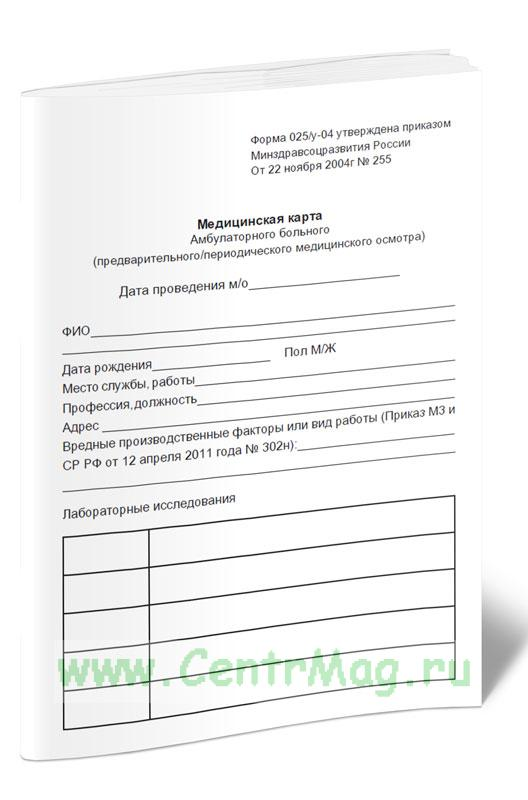 Форма 025/у-04 утверждена приказом
Минздравсоцразвития России
От 22 ноября 2004г № 255
Медицинская карта
Амбулаторного больного
(предварительного/периодического медицинского осмотра)
Дата проведения м/о
ФИО
Дата рождения Пол М/Ж
Место службы, работы
Профессия, должность
Адрес
Вредные производственные факторы или вид работы (Приказ МЗ и
СР РФ от 12 апреля 2011 года № 302н):
Лабораторные исследования
www.CentrMag.ru